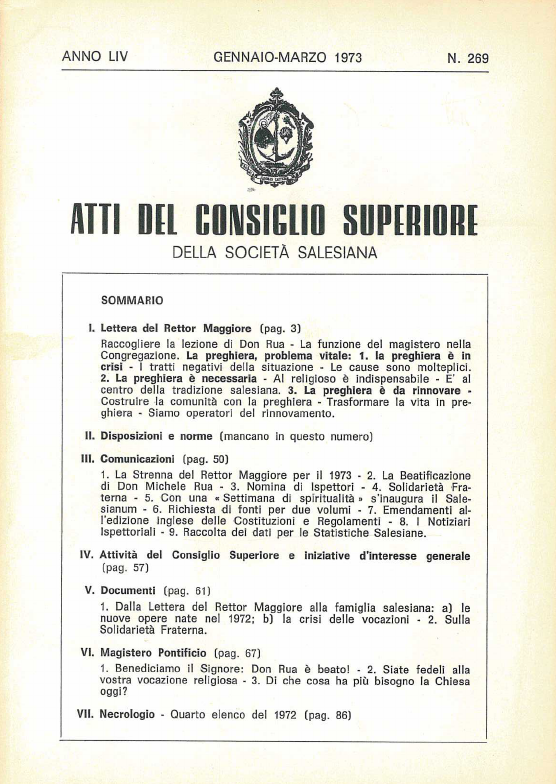 ANNO LIV GENNAIO-MARZO 1973 N. 269
ATTI DEL CONSIGLIO SUPERIORE
DELLA SOCIETÀ SALESIANA
SOMMARIO
I. Lettera del Rettor Maggiore (pag. 3)
Raccogliere la lezione di Don Rua - La funzione del magistero nella
Congregazione. La preghiera, problema vitale: 1. la preghiera è in
crisi - I tratti negativi della situazione - Le cause sono molteplici.
2. La preghiera è necessaria - Al religioso è indispensabile - E' al
centro della tradizione salesiana. 3. La preghiera è da rinnovare -
Costruire la comunità con la preghiera - Trasformare la vita in pre-
ghiera - Siamo operatori del rinnovamento.
II. Disposizioni e norme (mancano in questo numero)
III. Comunicazioni (pag. 50)
1. La Strenna del Rettor Maggiore per il 1973 - 2. La Beatificazione
di Don Michele Rua - 3. Nomina di Ispettori - 4. Solidarietà Fra-
terna - 5. Con una « Settimana di spiritualità » s'inaugura il Sale-
sianum - 6. Richiesta di fonti per due volumi - 7. Emendamenti al-
l'edizione inglese delle Costituzioni e Regolamenti - 8. I Notiziari
Ispettoriali - 9. Raccolta dei dati per le Statistiche Salesiane.
IV. Attività del Consiglio Superiore e iniziative d'interesse generale
(pag. 57)
V. Documenti (pag. 61)
1. Dalla Lettera del Rettor Maggiore alla famiglia salesiana: a) le
nuove opere nate nel 1972; b) la crisi delle vocazioni - 2. Sulla
Solidarietà Fraterna.
VI. Magistero Pontificio (pag. 67)
1. Benediciamo il Signore: Don Rua è beato! - 2. Siate fedeli alla
vostra vocazione religiosa - 3. Di che cosa ha più bisogno la Chiesa
oggi?
VII. Necrologio - Quarto elenco del 1972 (pag. 86)